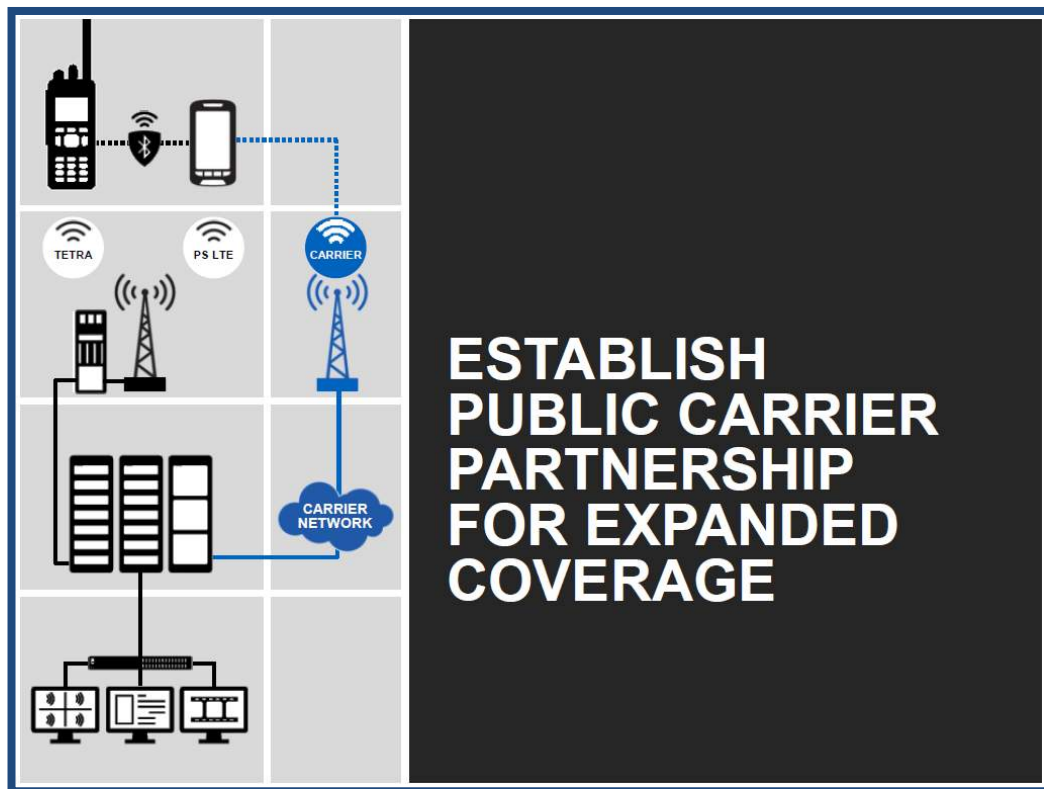 TETRA
PS LTE
CARRIER
CARRIER
NETWORK
ESTABLISH
PUBLIC CARRIER
PARTNERSHIP
FOR EXPANDED
COVERAGE